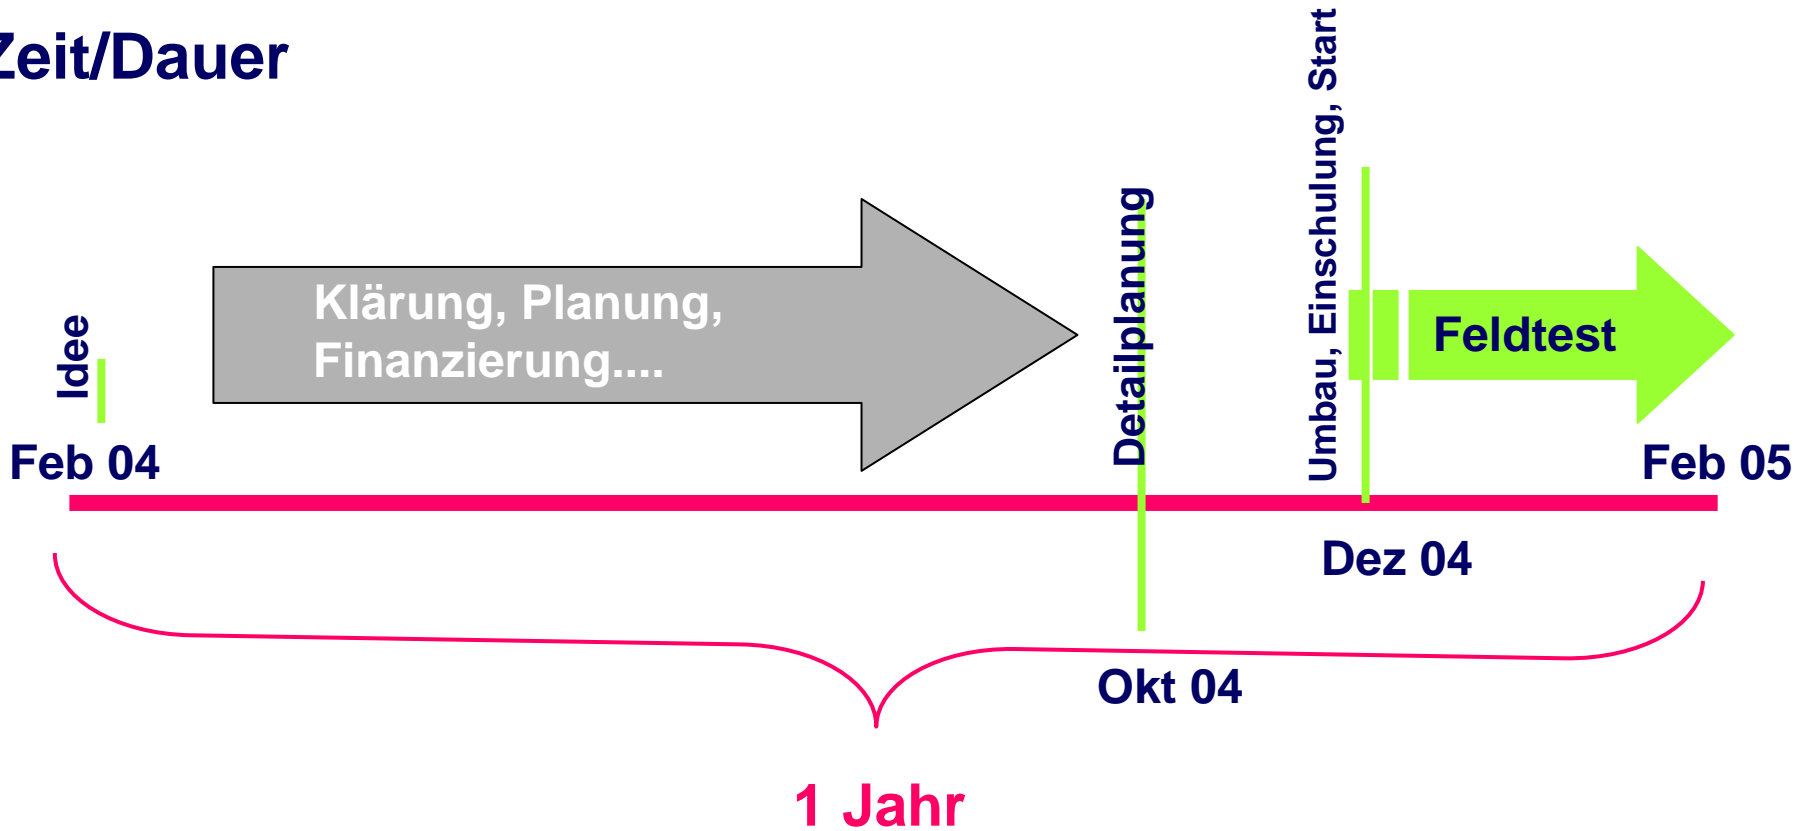 Zeit/Dauer
Umbau, Einschulung, Start
Detailplanung
Klärung, Planung,
Finanzierung....
Idee
Feldtest
Feb 04
Feb 05
Dez 04
Okt 04
1 Jahr